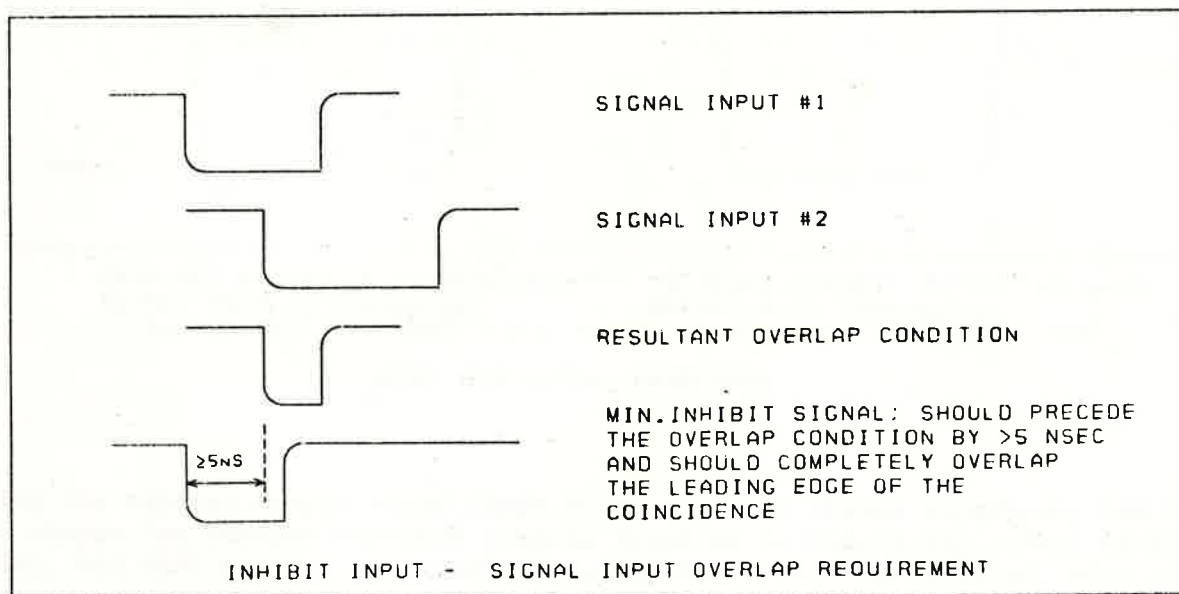 SIGNAL INPUT #1
SIGNAL INPUT #2
RESULTANT OVERLAP CONDITION
MIN. INHIBIT SIGNAL: SHOULD PRECEDE
THE OVERLAP CONDITION BY >5 NSEC
AND SHOULD COMPLETELY OVERLAP
THE LEADING EDGE OF THE
COINCIDENCE
≥5NS
INHIBIT INPUT - SIGNAL INPUT OVERLAP REQUIREMENT